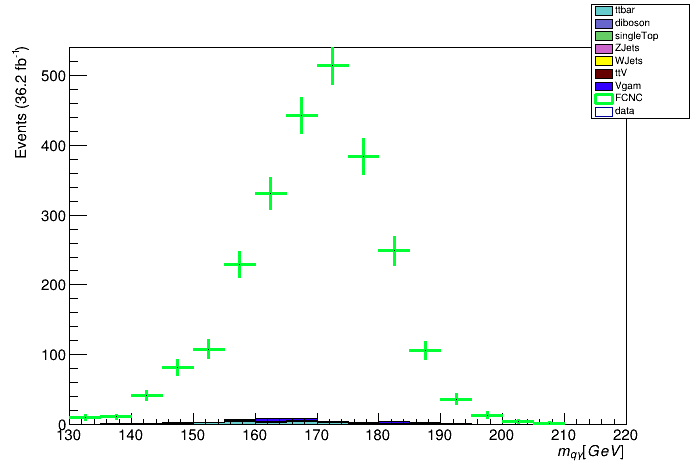 ttbar
diboson
singleTop
ZJets
WJets
ttV
Vgam
FCNC
data
Events (36.2 fb⁻¹)
500
400
300
200
100
0
130 140 150 160 170 180 190 200 210 220
m_qγ[GeV]